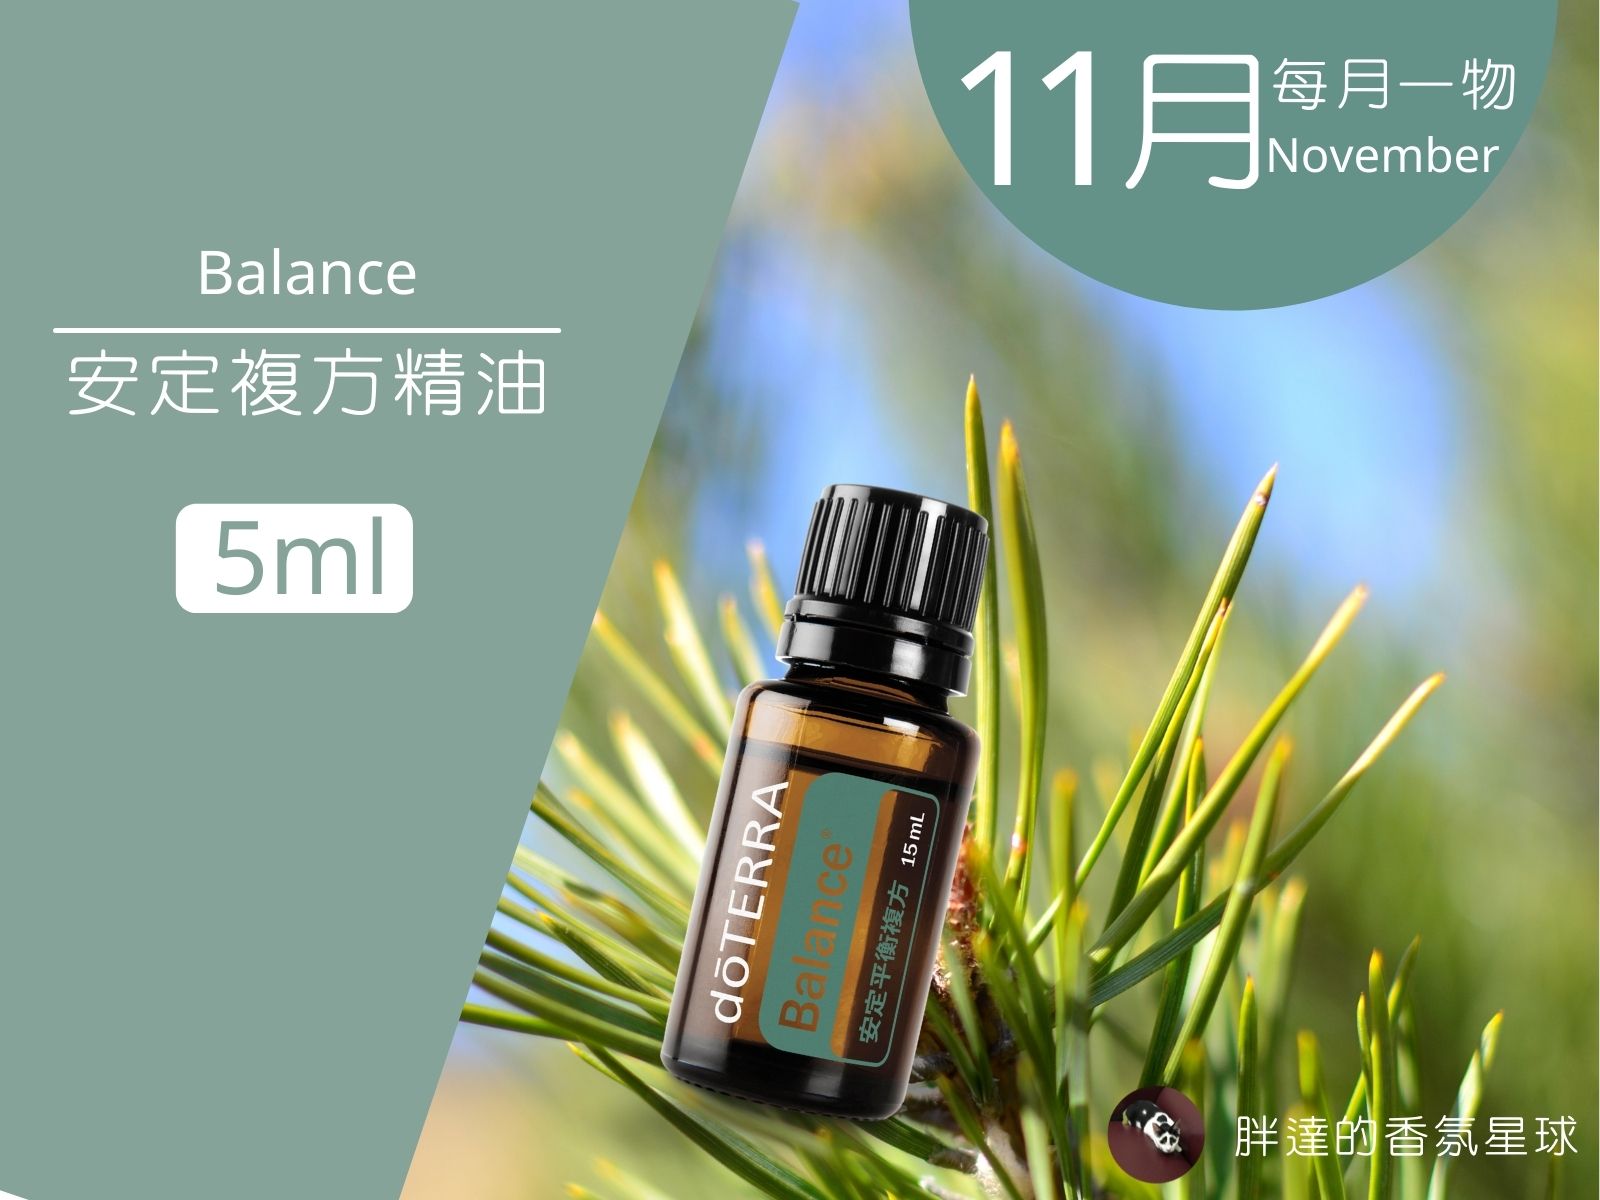 11月
每月一物
November
Balance
安定複方精油
5ml
dōTERRA
Balance®
安定平衡複方 15 mL
胖達的香氛星球